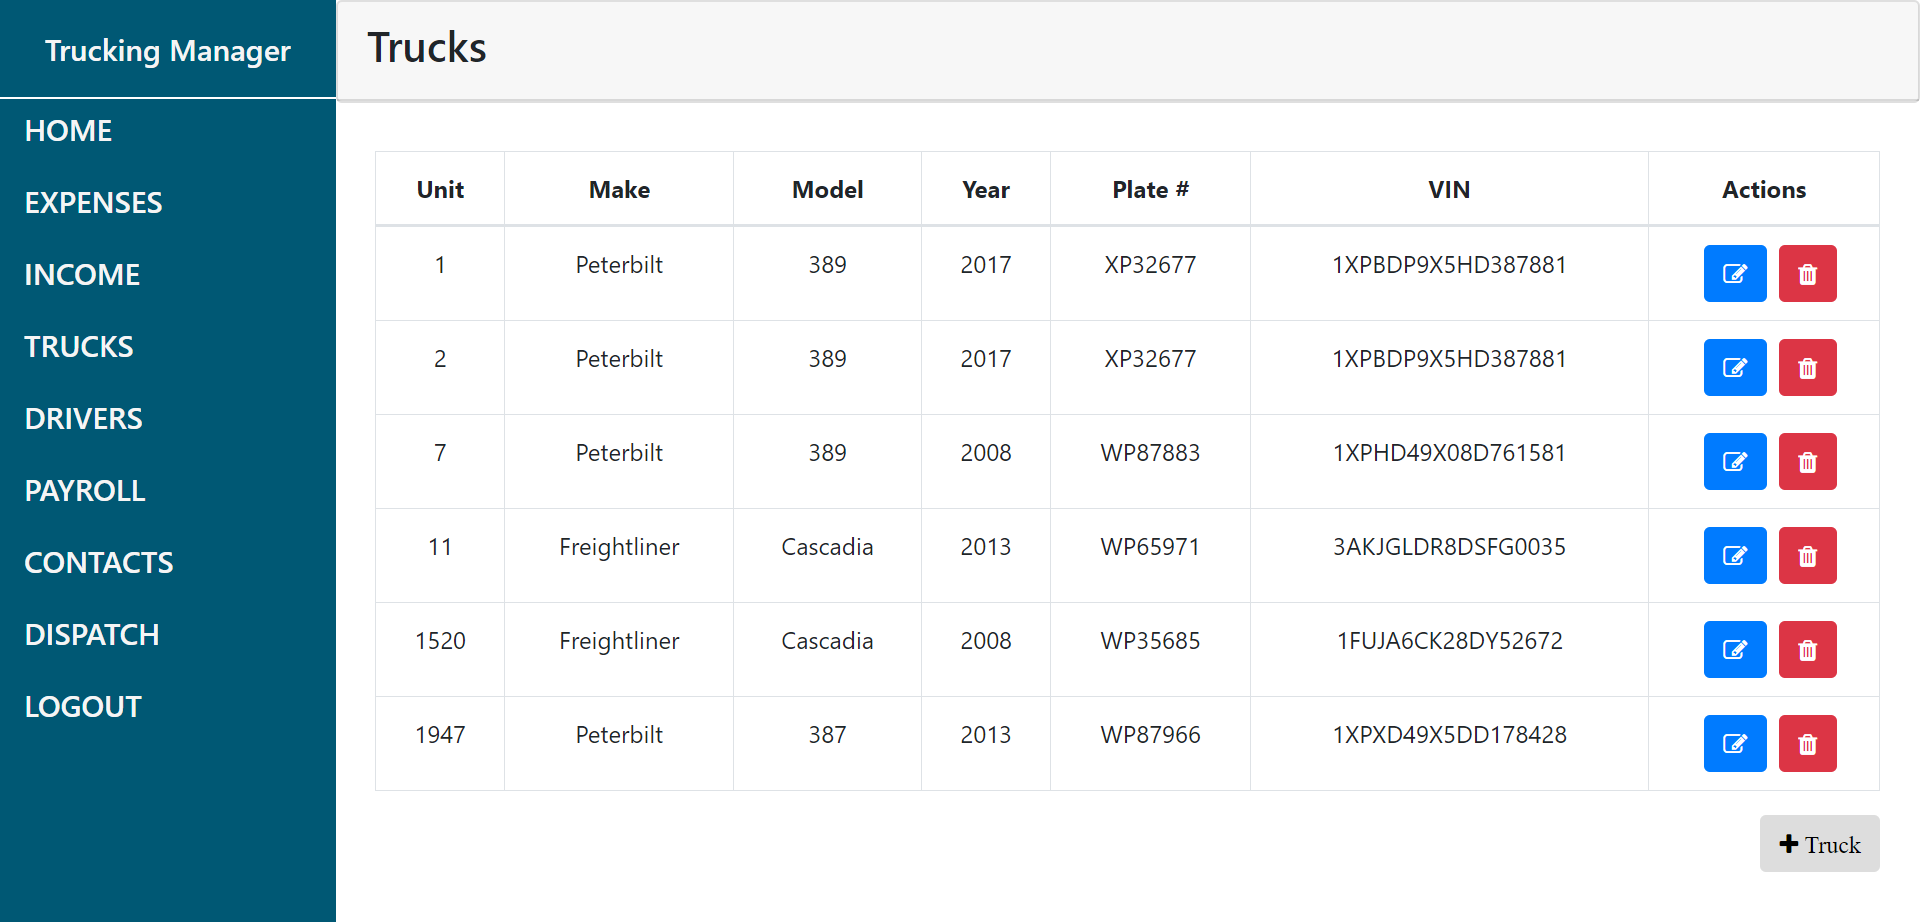 Trucking Manager
HOME
EXPENSES
INCOME
TRUCKS
DRIVERS
PAYROLL
CONTACTS
DISPATCH
LOGOUT
Trucks
Unit Make Model Year Plate # VIN Actions
1 Peterbilt 389 2017 XP32677 1XPBDP9X5HD387881
2 Peterbilt 389 2017 XP32677 1XPBDP9X5HD387881
7 Peterbilt 389 2008 WP87883 1XPHD49X08D761581
11 Freightliner Cascadia 2013 WP65971 3AKJGLDR8DSFG0035
1520 Freightliner Cascadia 2008 WP35685 1FUJA6CK28DY52672
1947 Peterbilt 387 2013 WP87966 1XPXD49X5DD178428
+ Truck